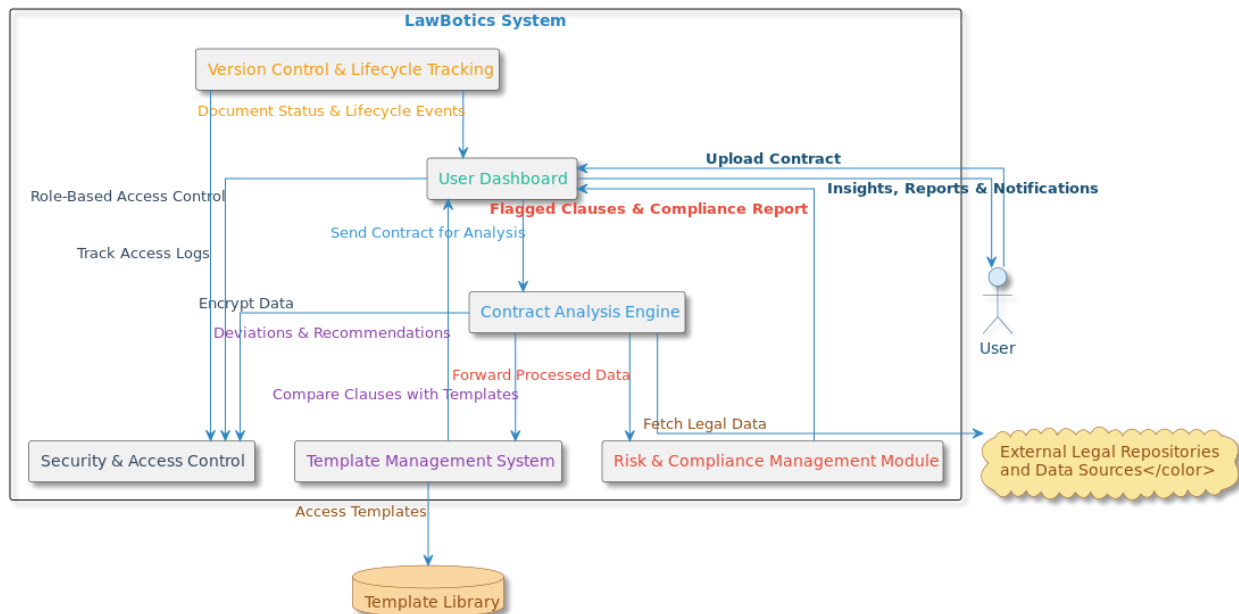 LawBotics System
Version Control & Lifecycle Tracking
Document Status & Lifecycle Events
Upload Contract
User Dashboard
Insights, Reports & Notifications
Role-Based Access Control
Flagged Clauses & Compliance Report
Send Contract for Analysis
Track Access Logs
Encrypt Data
Contract Analysis Engine
Deviations & Recommendations
User
Forward Processed Data
Compare Clauses with Templates
Fetch Legal Data
Security & Access Control
Template Management System
Risk & Compliance Management Module
External Legal Repositories
and Data Sources</color>
Access Templates
Template Library